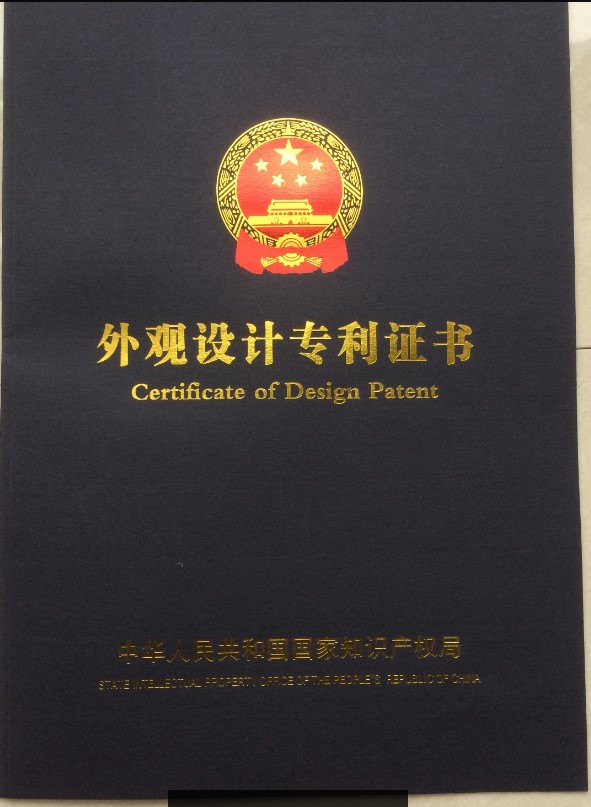 外观设计专利证书
Certificate of Design Patent
中华人民共和国国家知识产权局
STATE INTELLECTUAL PROPERTY OFFICE OF THE PEOPLE'S REPUBLIC OF CHINA